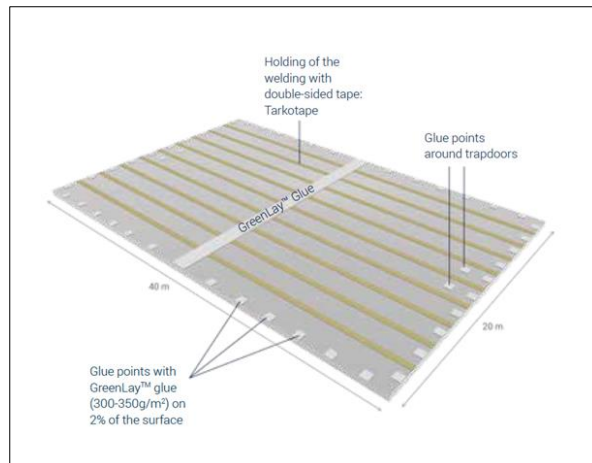 Holding of the
welding with
double-sided tape:
Tarkotape
Glue points
around trapdoors
GreenLay™ Glue
40 m
20 m
Glue points with
GreenLay™ glue
(300-350g/m²) on
2% of the surface